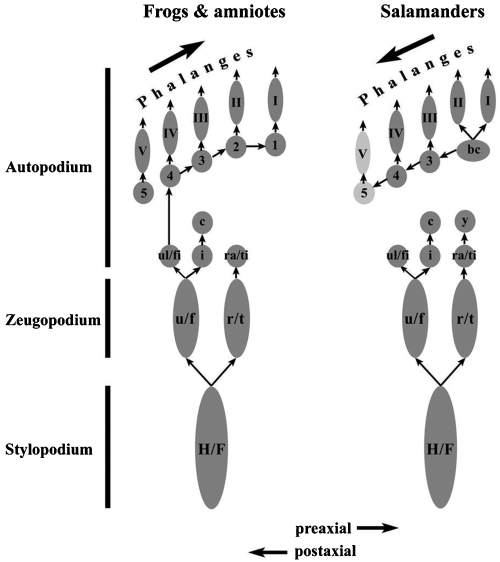 Frogs & amniotes
Salamanders
Phalanges
Phalanges
Autopodium
V IV III II I
V IV III II I
5 4 3 2 1
5 4 3 bc
c
c y
ul/fi i ra/ti
ul/fi i ra/ti
Zeugopodium
u/f r/t
u/f r/t
Stylopodium
H/F
H/F
preaxial
postaxial